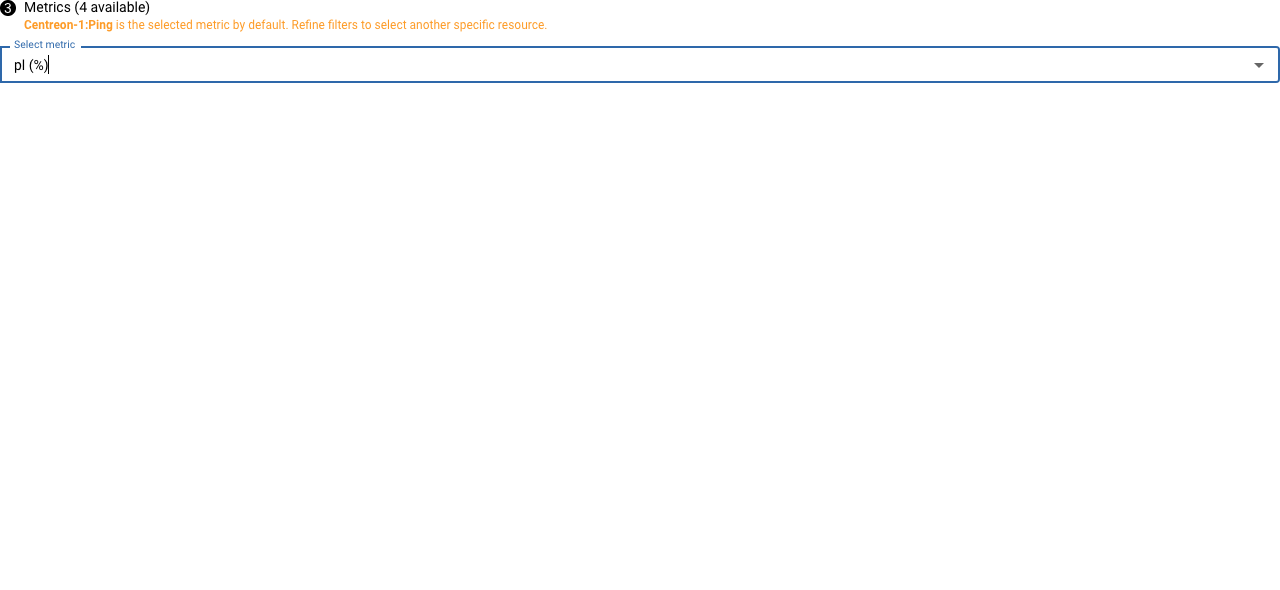 3 Metrics (4 available)
Centreon-1:Ping is the selected metric by default. Refine filters to select another specific resource.
Select metric
pl (%)